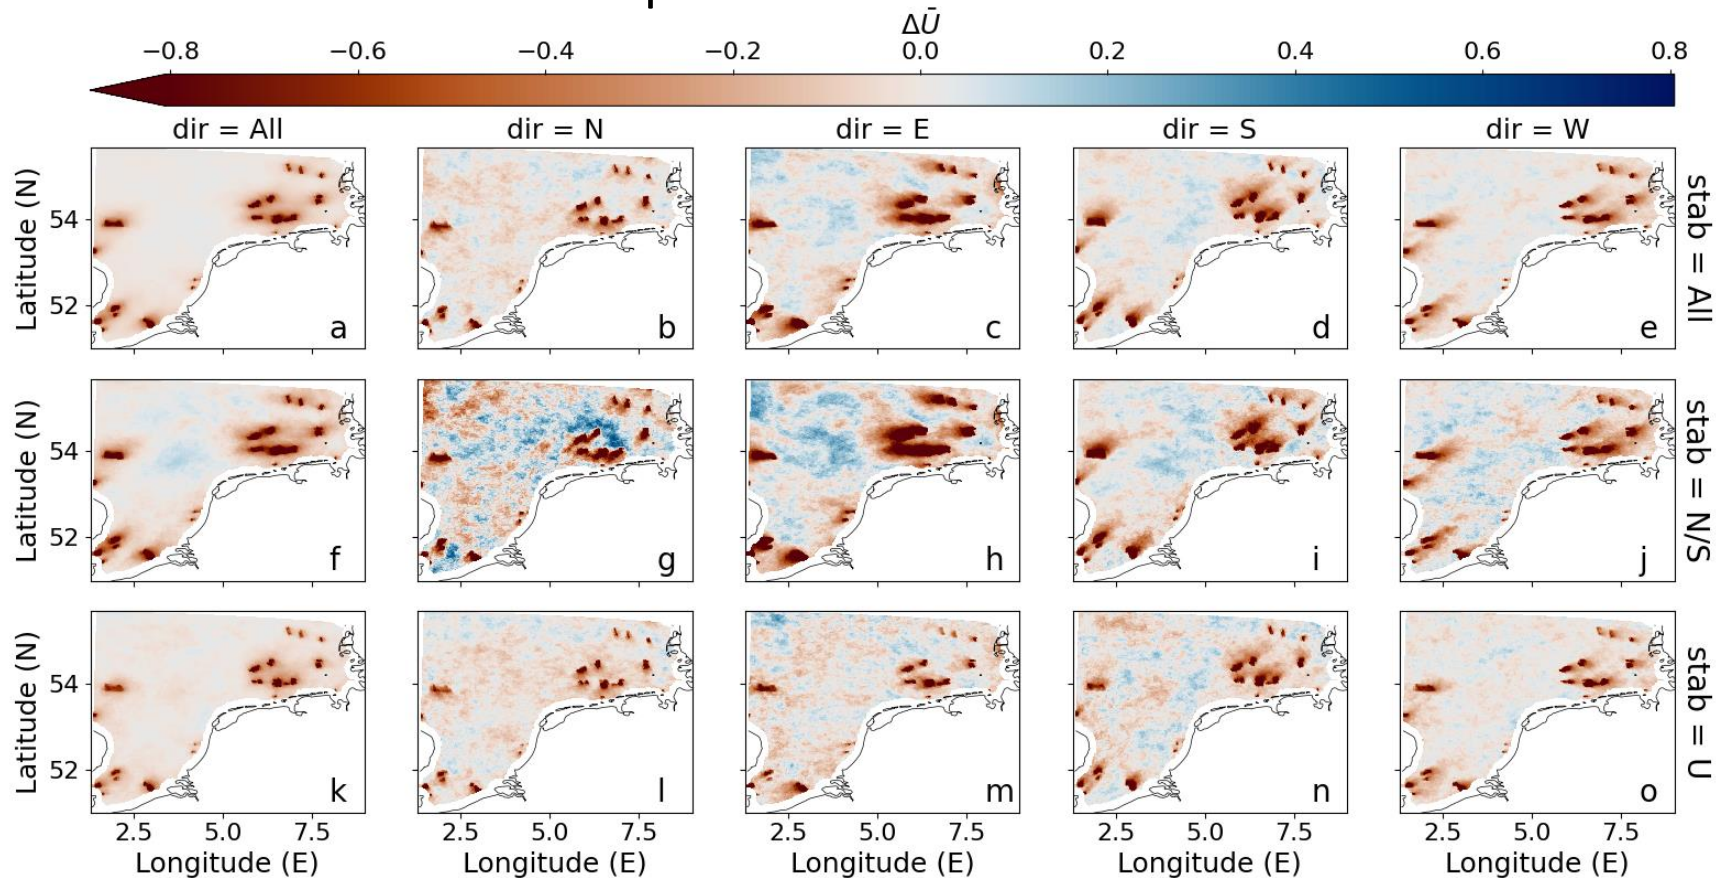 ΔŪ
−0.8 −0.6 −0.4 −0.2 0.0 0.2 0.4 0.6 0.8
dir = All dir = N dir = E dir = S dir = W
Latitude (N) 54 52 a b c d e stab = All
Latitude (N) 54 52 f g h i j stab = N/S
Latitude (N) 54 52 k l m n o stab = U
2.5 5.0 7.5 2.5 5.0 7.5 2.5 5.0 7.5 2.5 5.0 7.5 2.5 5.0 7.5
Longitude (E) Longitude (E) Longitude (E) Longitude (E) Longitude (E)